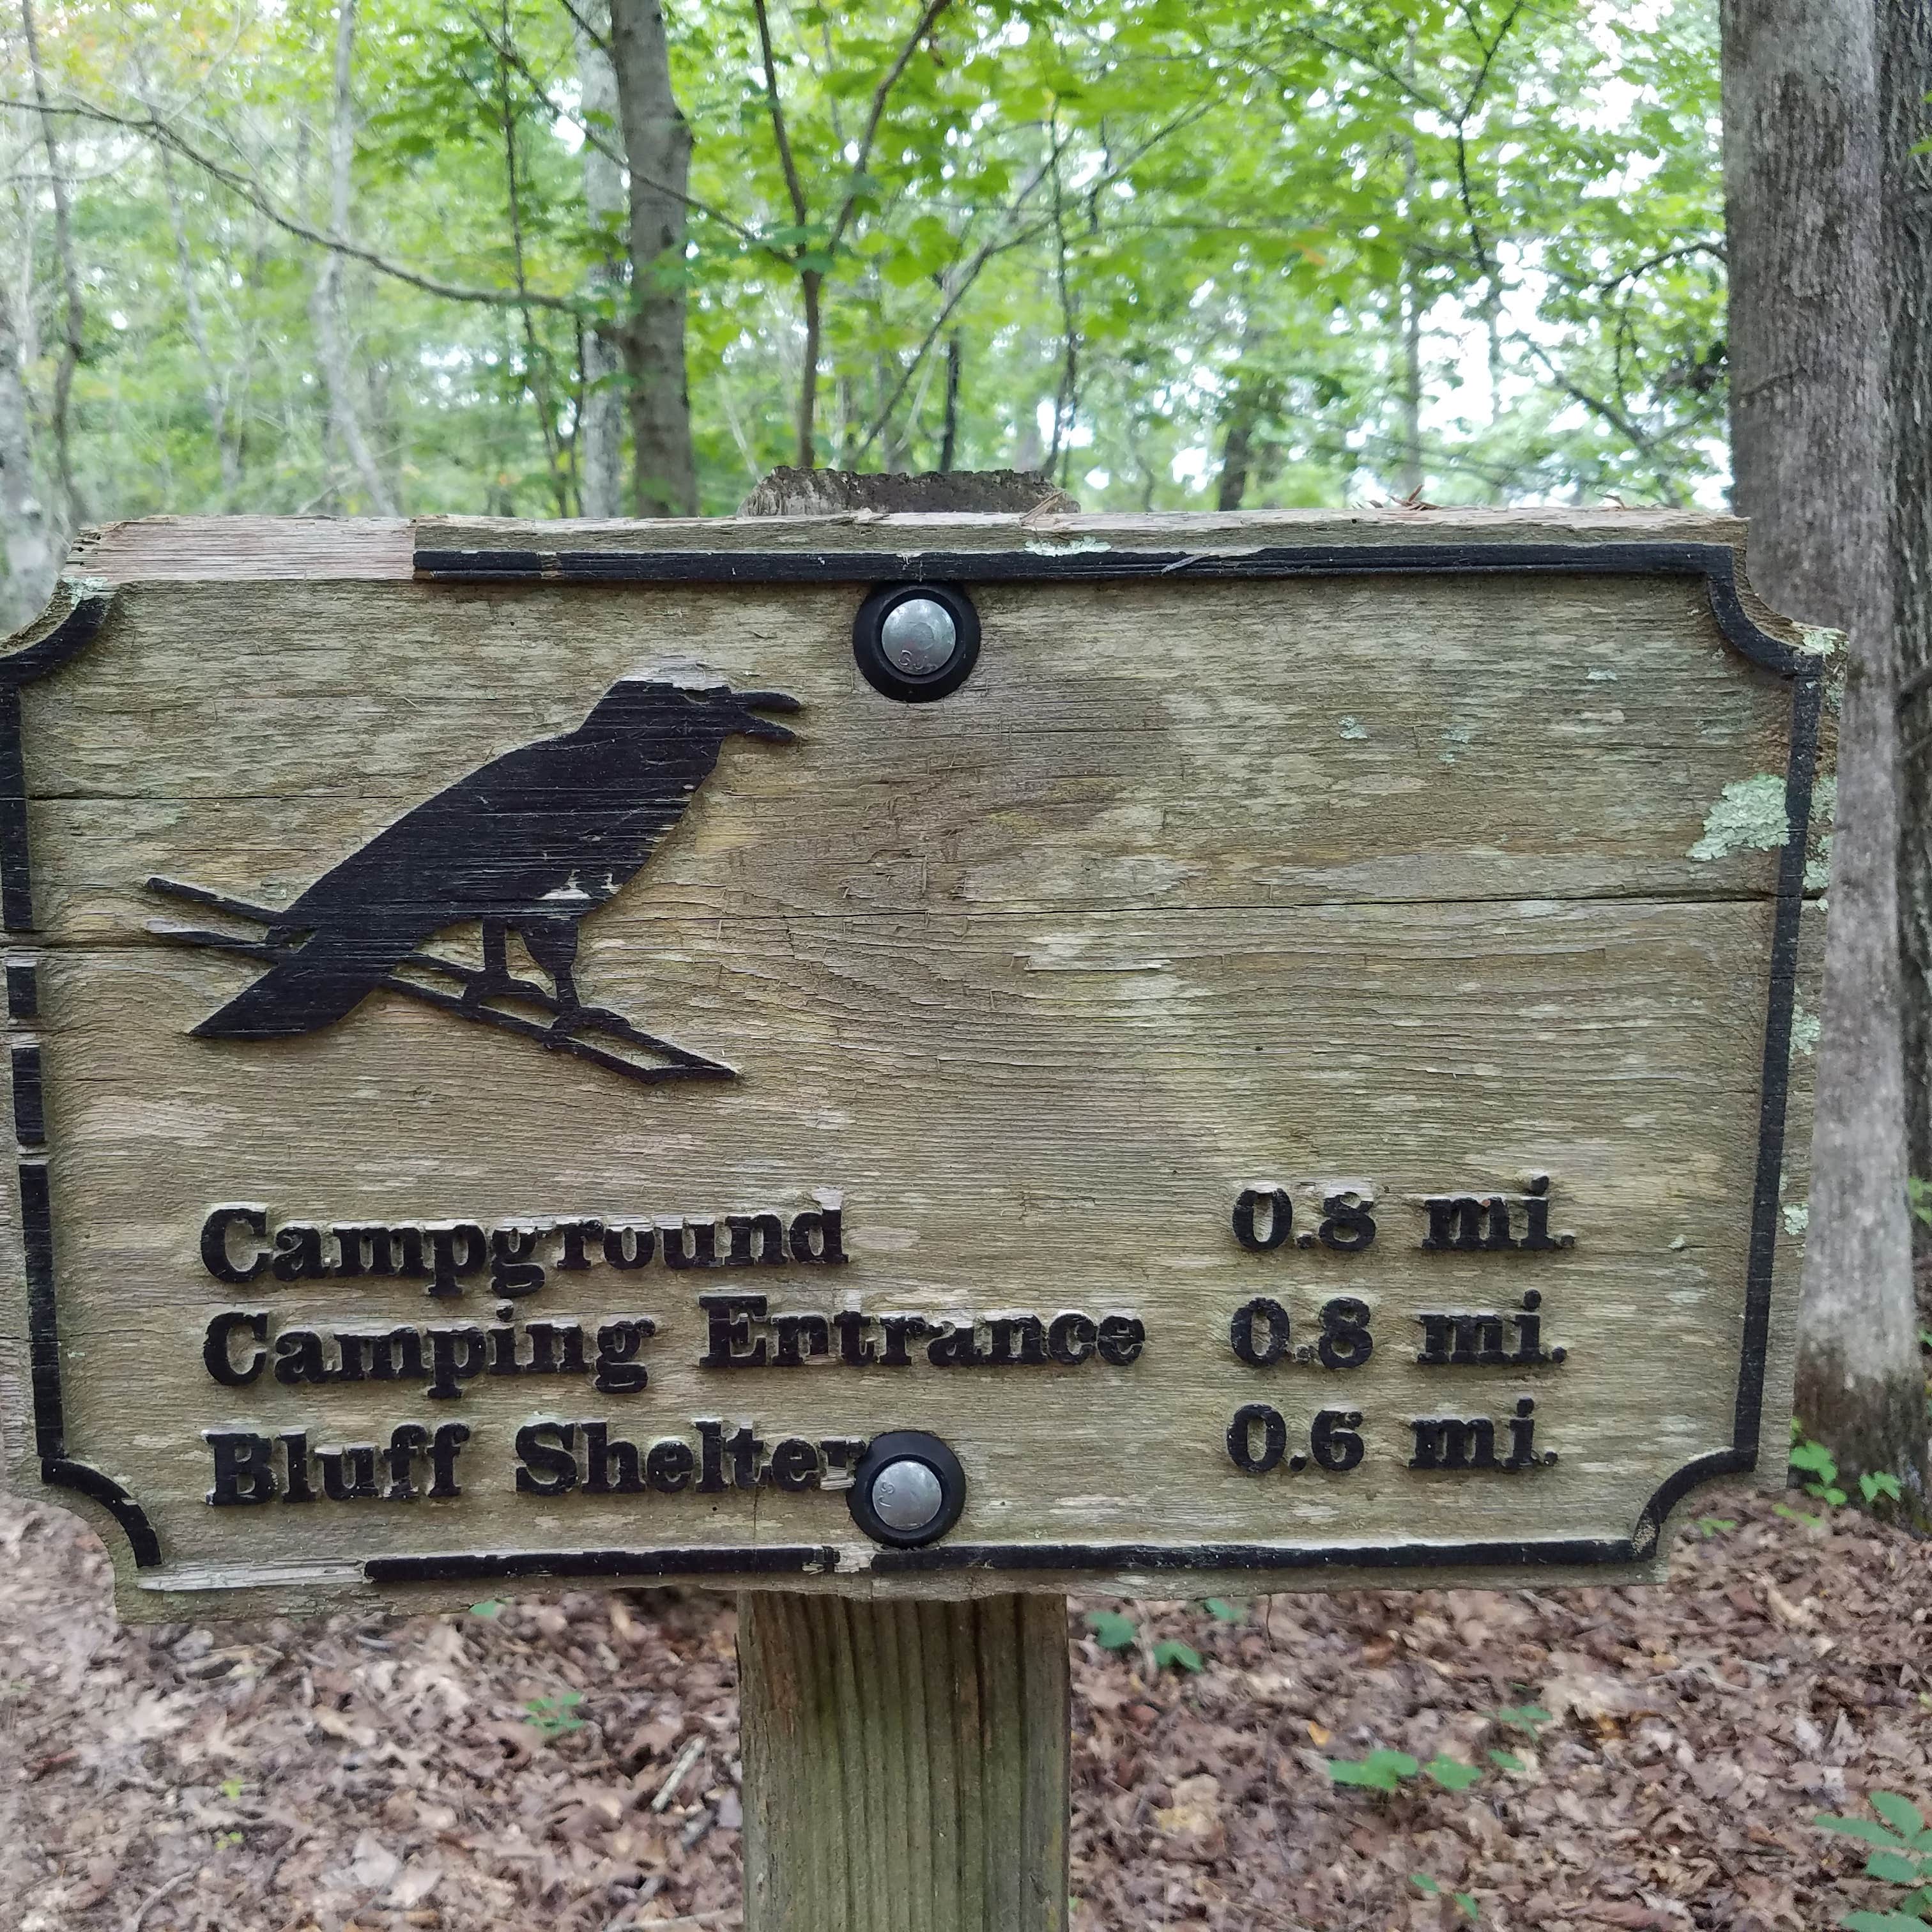 Campground 0.8 mi.
Camping Entrance 0.8 mi.
Bluff Shelter 0.6 mi.